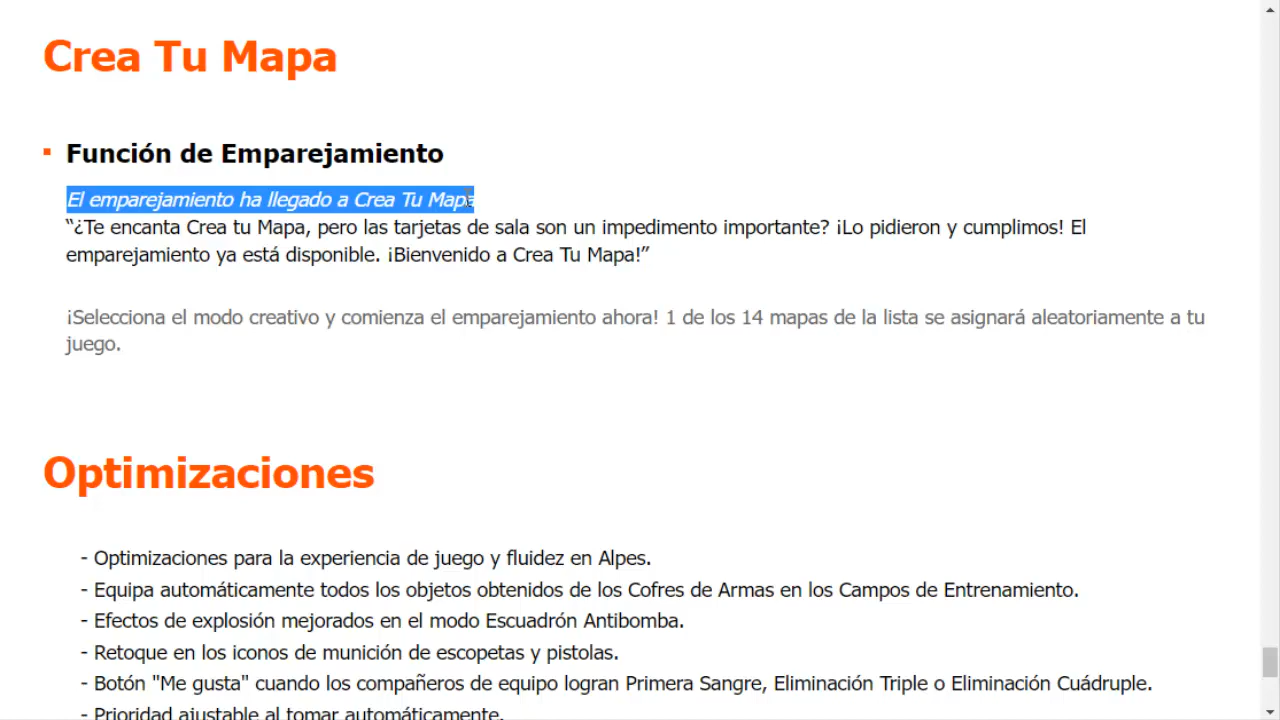 Crea Tu Mapa
Función de Emparejamiento
El emparejamiento ha llegado a Crea Tu Mapa
“¿Te encanta Crea tu Mapa, pero las tarjetas de sala son un impedimento importante? ¡Lo pidieron y cumplimos! El
emparejamiento ya está disponible. ¡Bienvenido a Crea Tu Mapa!”
¡Selecciona el modo creativo y comienza el emparejamiento ahora! 1 de los 14 mapas de la lista se asignará aleatoriamente a tu
juego.
Optimizaciones
- Optimizaciones para la experiencia de juego y fluidez en Alpes.
- Equipa automáticamente todos los objetos obtenidos de los Cofres de Armas en los Campos de Entrenamiento.
- Efectos de explosión mejorados en el modo Escuadrón Antibomba.
- Retoque en los iconos de munición de escopetas y pistolas.
- Botón "Me gusta" cuando los compañeros de equipo logran Primera Sangre, Eliminación Triple o Eliminación Cuádruple.
- Prioridad ajustable al tomar automáticamente.